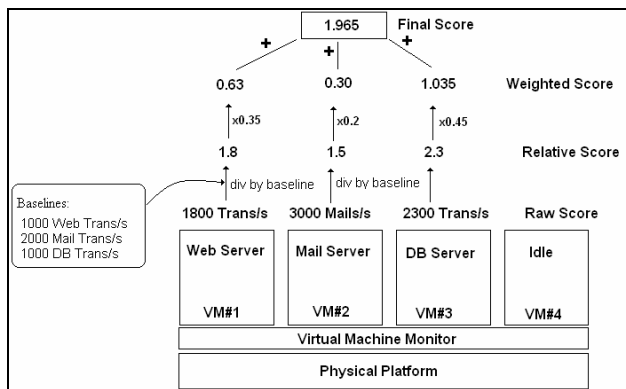 1.965 Final Score
+ + +
0.63 0.30 1.035 Weighted Score
x0.35 x0.2 x0.45
1.8 1.5 2.3 Relative Score
div by baseline div by baseline
Baselines:
1000 Web Trans/s
2000 Mail Trans/s
1000 DB Trans/s
1800 Trans/s 3000 Mails/s 2300 Trans/s Raw Score
Web Server Mail Server DB Server Idle
VM#1 VM#2 VM#3 VM#4
Virtual Machine Monitor
Physical Platform